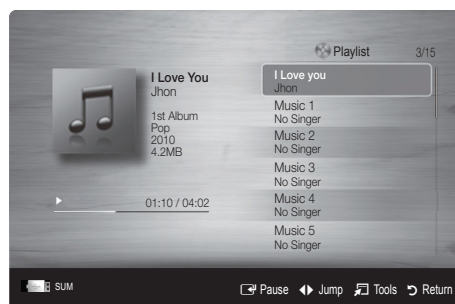 Playlist 3/15
I Love You
Jhon
1st Album
Pop
2010
4.2MB
01:10 / 04:02
I Love you
Jhon
Music 1
No Singer
Music 2
No Singer
Music 3
No Singer
Music 4
No Singer
Music 5
No Singer
SUM Pause Jump Tools Return